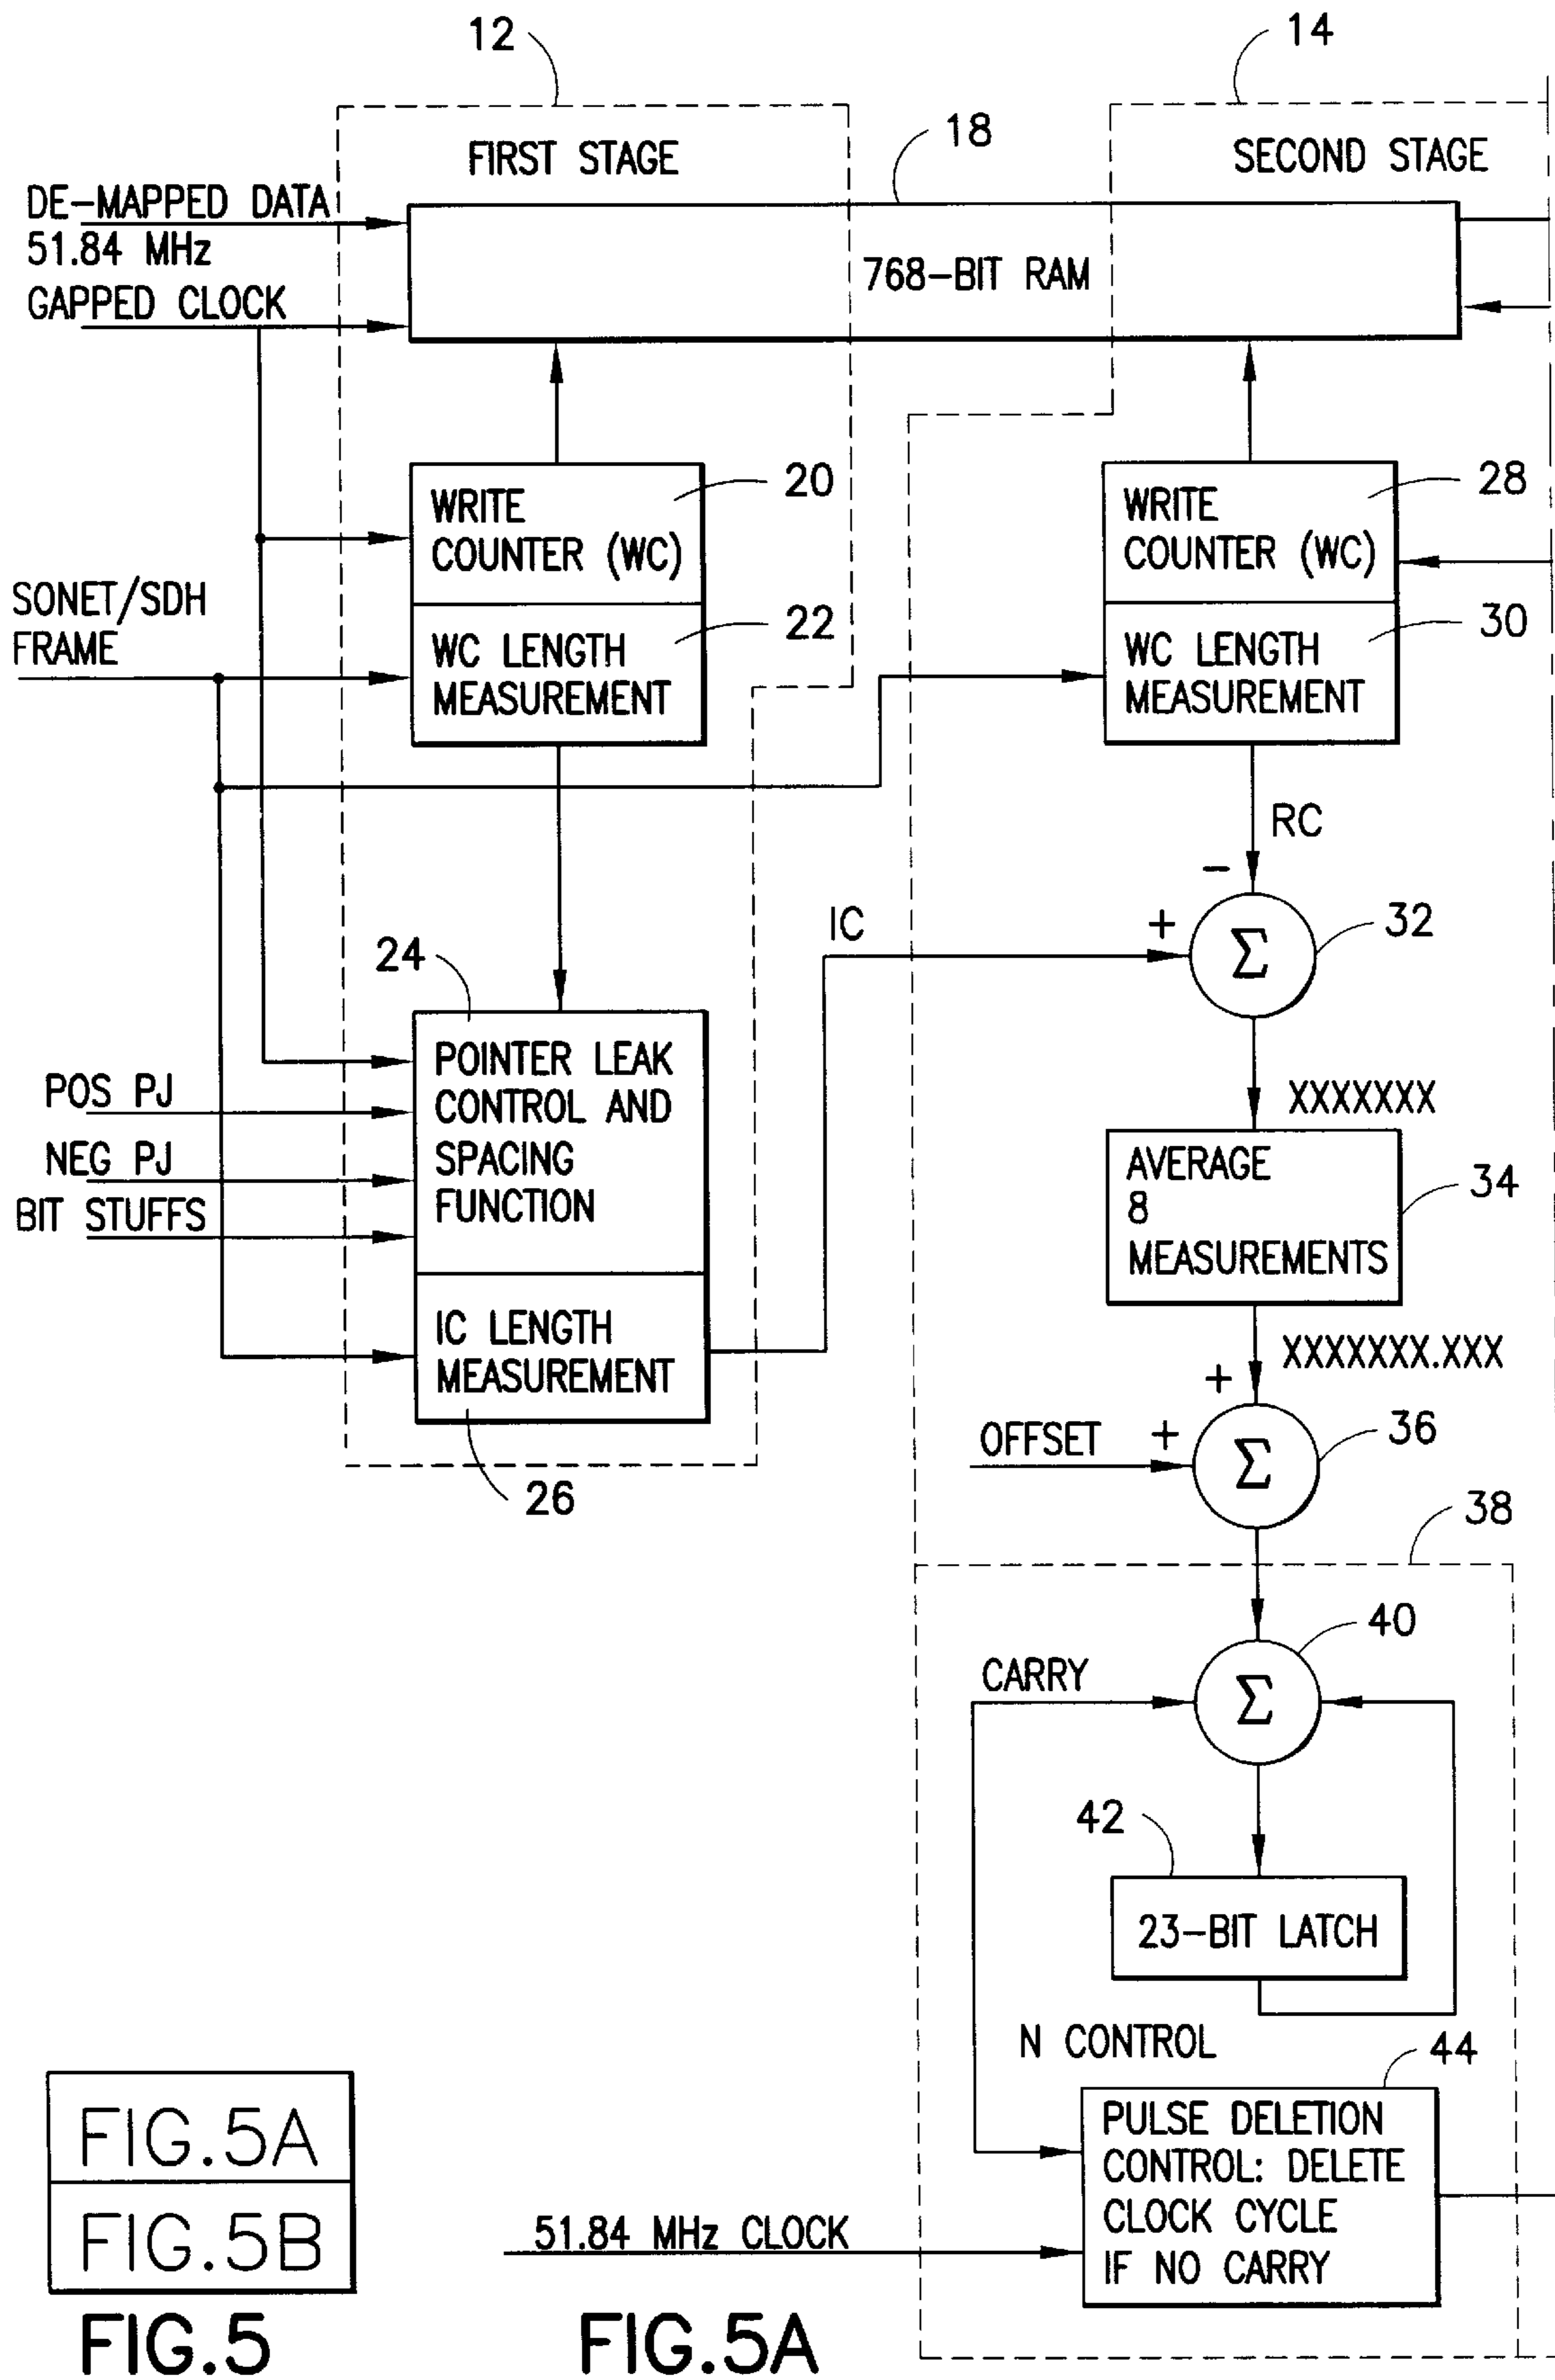 12
14
FIRST STAGE
18
SECOND STAGE
DE-MAPPED DATA
51.84 MHz
GAPPED CLOCK
768-BIT RAM
WRITE
COUNTER (WC)
20
WRITE
COUNTER (WC)
28
SONET/SDH
FRAME
WC LENGTH
MEASUREMENT
22
WC LENGTH
MEASUREMENT
30
RC
-
IC
+
Σ
32
24
POINTER LEAK
CONTROL AND
SPACING
FUNCTION
POS PJ
NEG PJ
BIT STUFFS
XXXXXXX
AVERAGE
8
MEASUREMENTS
34
IC LENGTH
MEASUREMENT
26
XXXXXXX.XXX
+
OFFSET
+
Σ
36
38
40
CARRY
Σ
42
23-BIT LATCH
N CONTROL
44
PULSE DELETION
CONTROL: DELETE
CLOCK CYCLE
IF NO CARRY
51.84 MHz CLOCK
FIG.5A
FIG.5B
FIG.5
FIG.5A